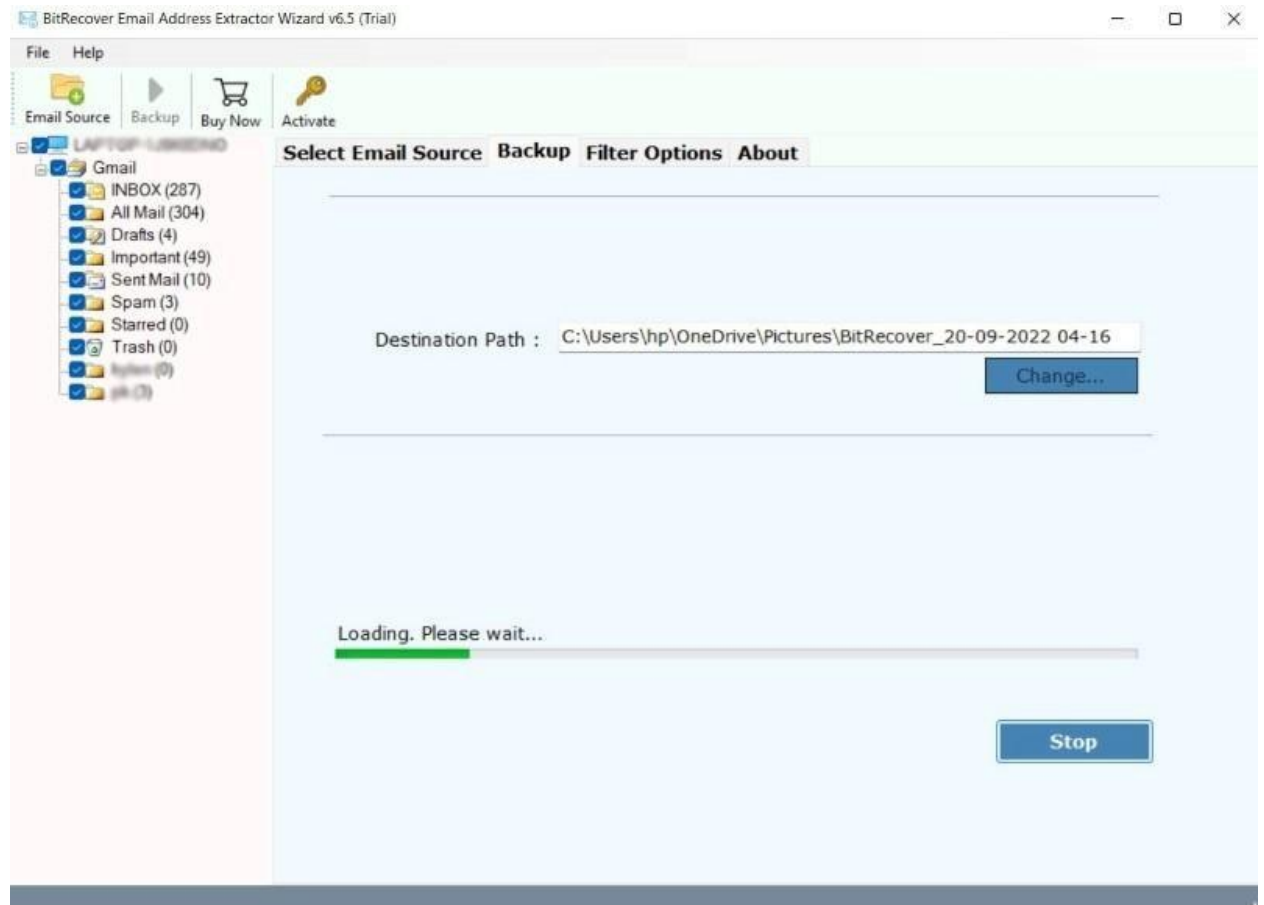 BitRecover Email Address Extractor Wizard v6.5 (Trial)
File Help
Email Source Backup Buy Now Activate
Select Email Source Backup Filter Options About
Gmail
INBOX (287)
All Mail (304)
Drafts (4)
Important (49)
Sent Mail (10)
Spam (3)
Starred (0)
Trash (0)
(0)
(3)
Destination Path : C:\Users\hp\OneDrive\Pictures\BitRecover_20-09-2022 04-16
Change...
Loading. Please wait...
Stop